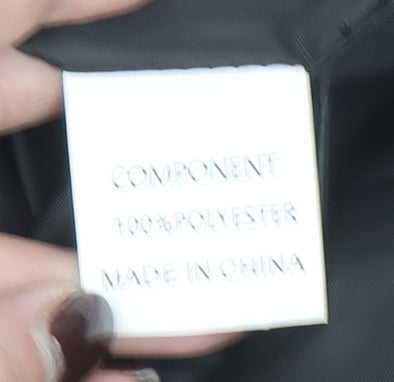 COMPONENT
100%POLYESTER
MADE IN CHINA